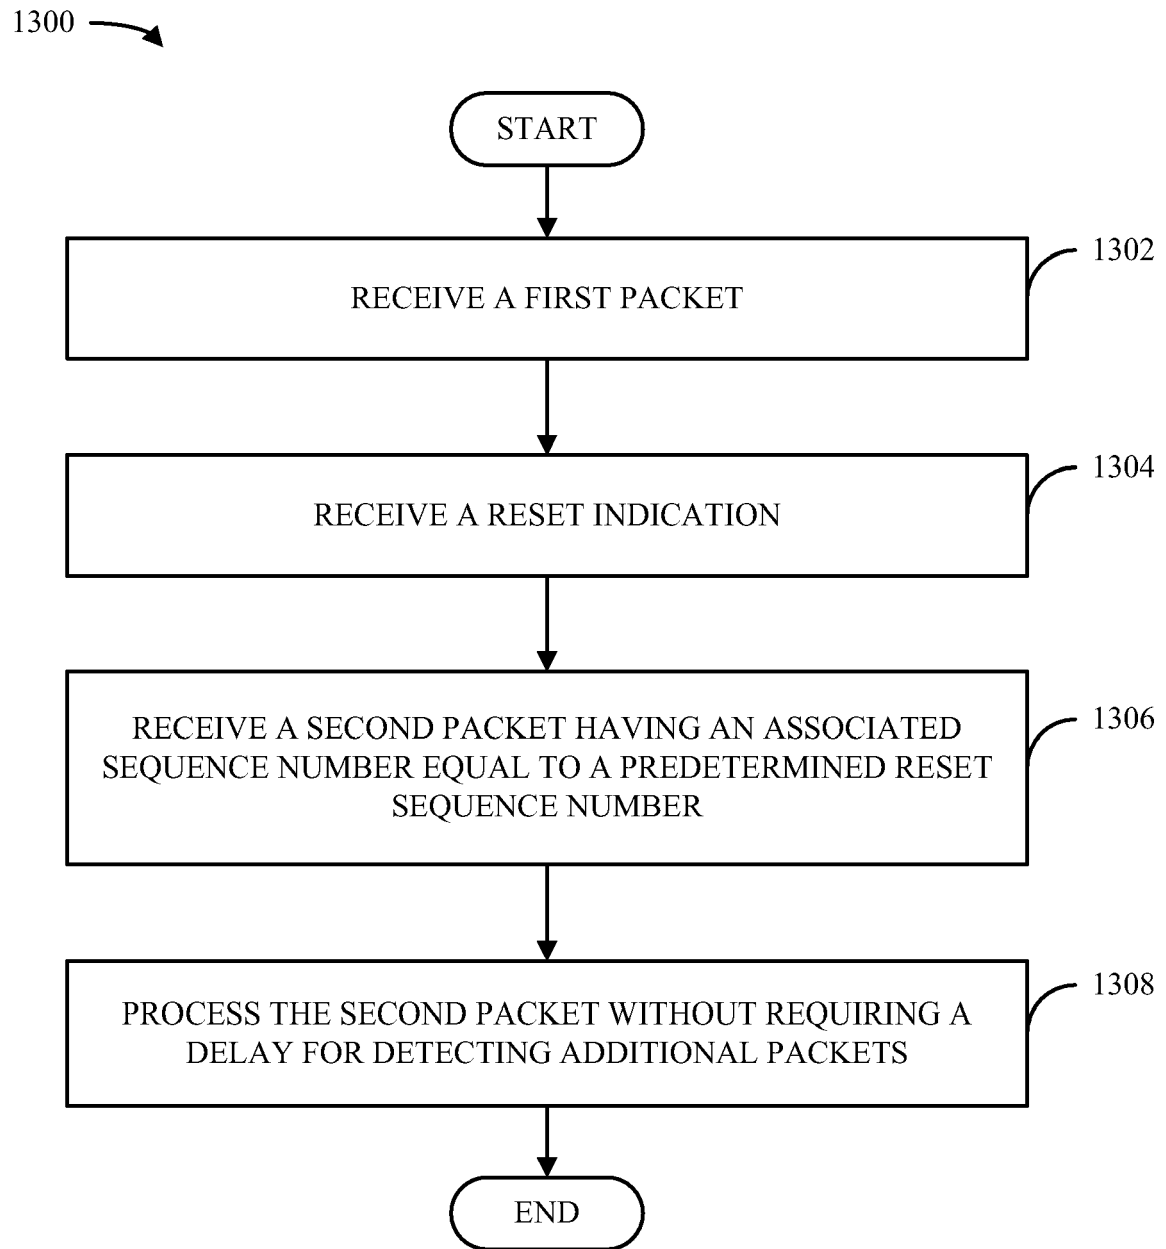 1300
START
1302
RECEIVE A FIRST PACKET
1304
RECEIVE A RESET INDICATION
1306
RECEIVE A SECOND PACKET HAVING AN ASSOCIATED
SEQUENCE NUMBER EQUAL TO A PREDETERMINED RESET
SEQUENCE NUMBER
1308
PROCESS THE SECOND PACKET WITHOUT REQUIRING A
DELAY FOR DETECTING ADDITIONAL PACKETS
END